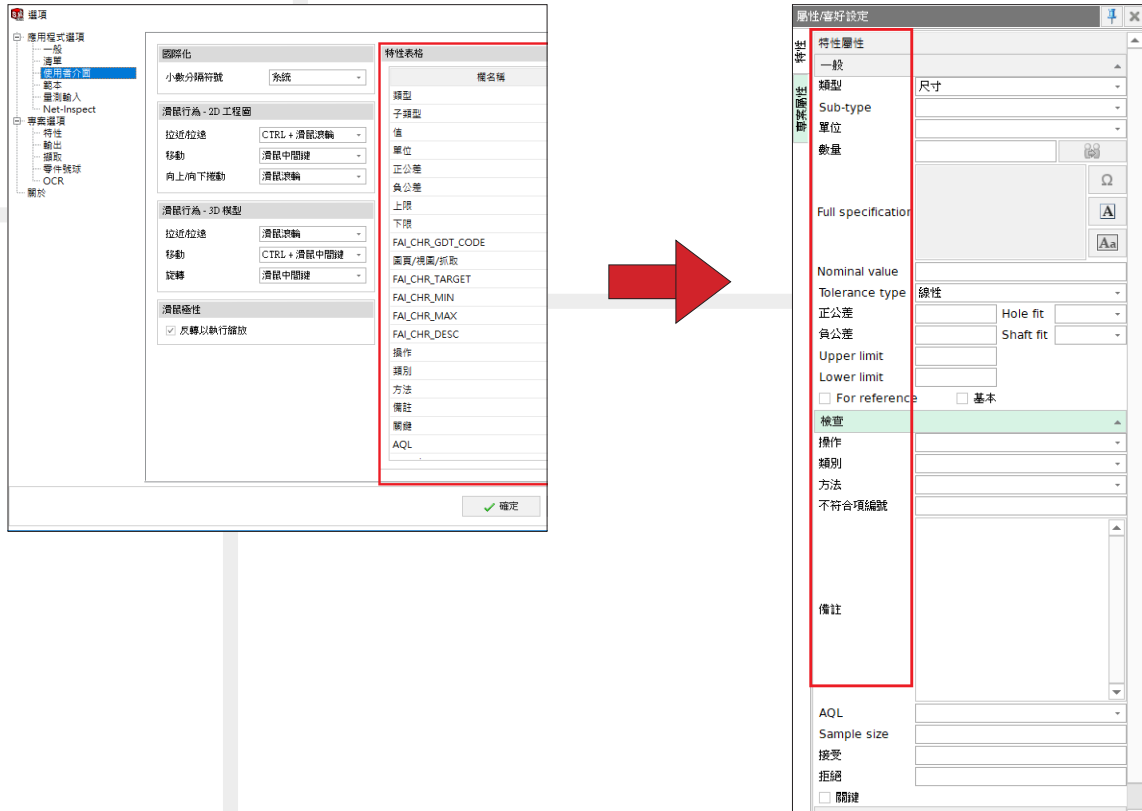 選項
應用程式選項
一般
清單
使用者介面
範本
量測輸入
Net-Inspect
專案選項
特性
輸出
擷取
零件號球
OCR
關於
國際化
小數分隔符號 系統
滑鼠行為 - 2D 工程圖
拉近/拉遠 CTRL + 滑鼠滾輪
移動 滑鼠中間鍵
向上/向下捲動 滑鼠滾輪
滑鼠行為 - 3D 模型
拉近/拉遠 滑鼠滾輪
移動 CTRL + 滑鼠中間鍵
旋轉 滑鼠中間鍵
滑鼠極性
反轉以執行縮放
特性表格
欄名稱
類型
子類型
值
單位
正公差
負公差
上限
下限
FAI_CHR_GDT_CODE
圖頁/視圖/抓取
FAI_CHR_TARGET
FAI_CHR_MIN
FAI_CHR_MAX
FAI_CHR_DESC
操作
類別
方法
備註
關鍵
AQL
確定
屬性/喜好設定
特性
專案屬性
特性屬性
一般
類型 尺寸
Sub-type
單位
數量
Full specification
Ω
A
Aa
Nominal value
Tolerance type 線性
正公差 Hole fit
負公差 Shaft fit
Upper limit
Lower limit
For reference 基本
檢查
操作
類別
方法
不符合項編號
備註
AQL
Sample size
接受
拒絕
關鍵